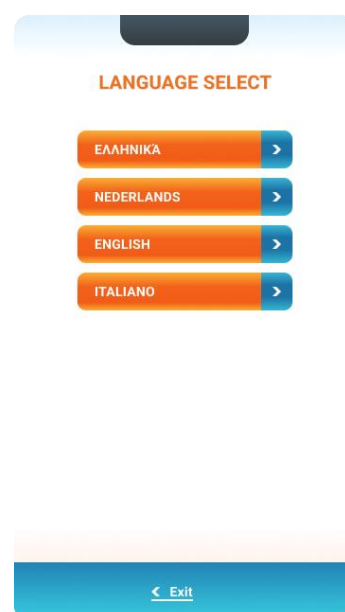 LANGUAGE SELECT
ΕΛΛΗΝΙΚΆ
NEDERLANDS
ENGLISH
ITALIANO
Exit